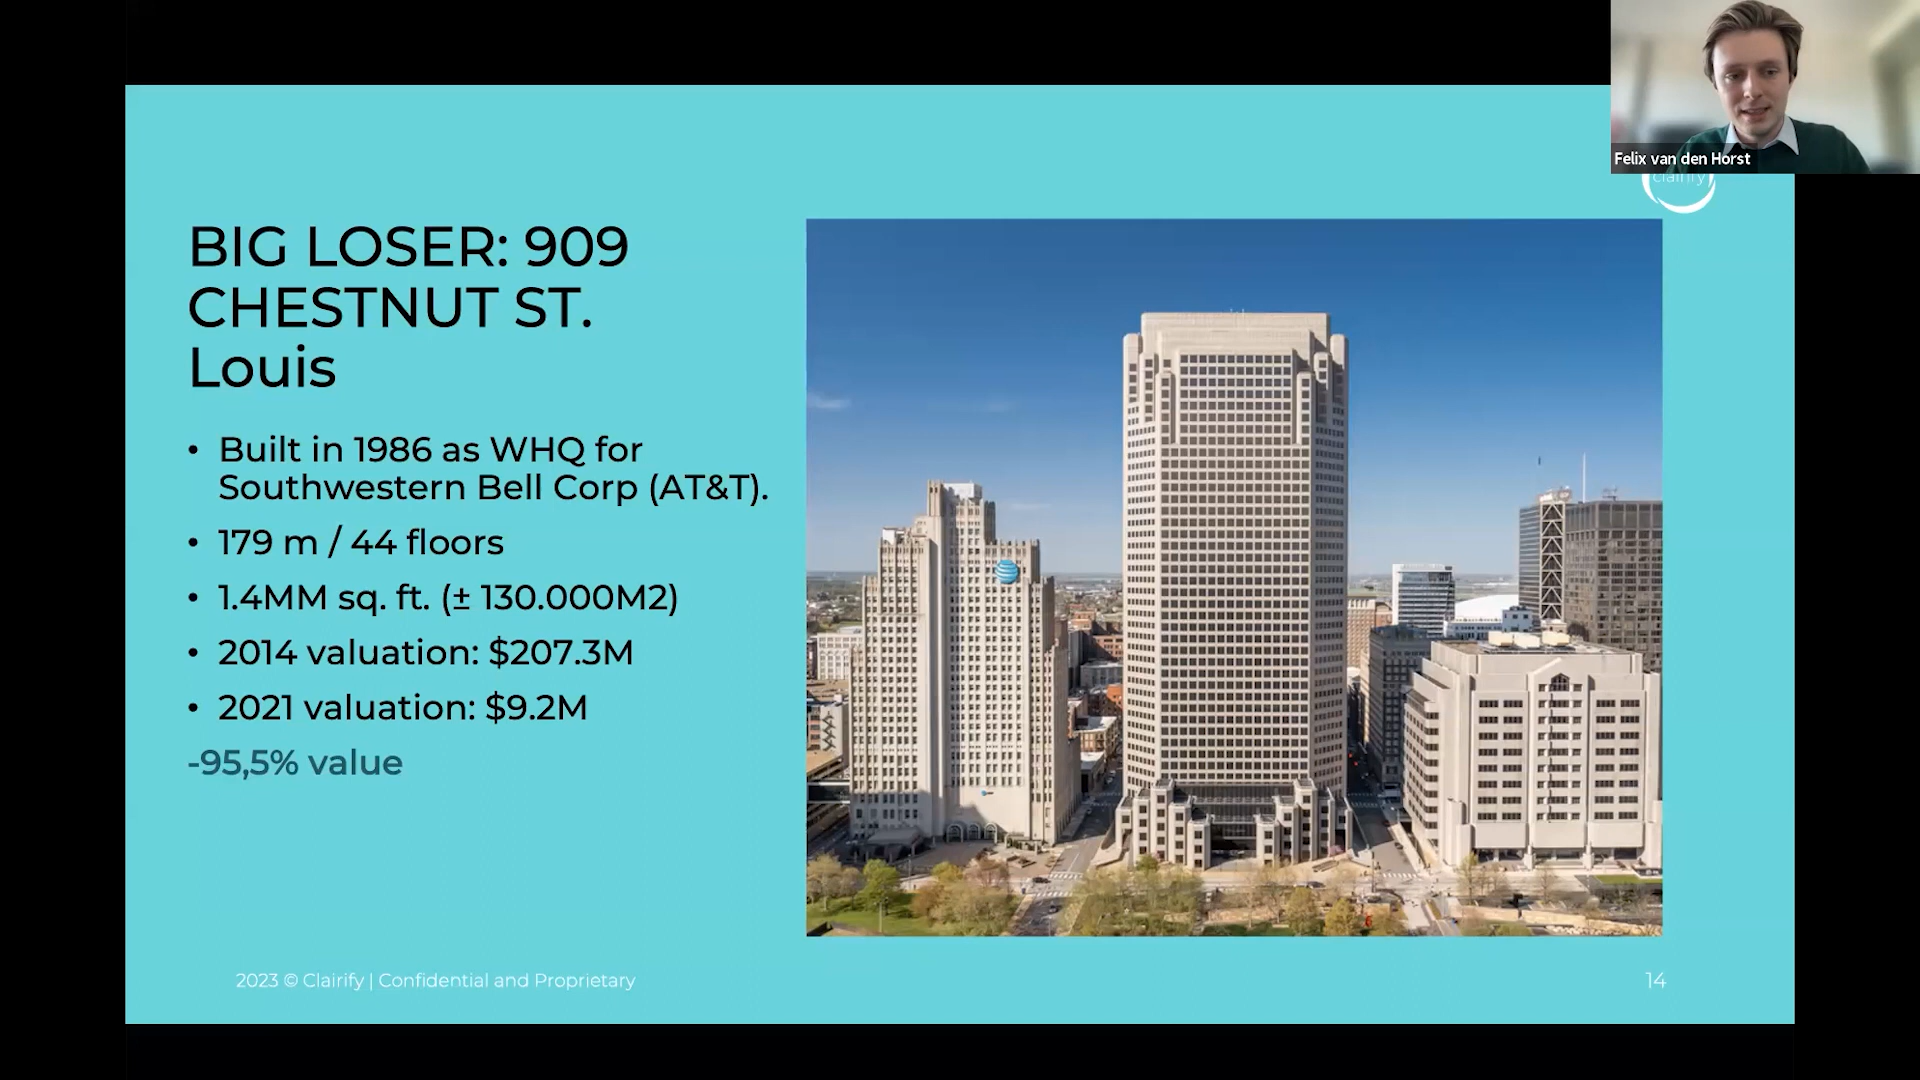 Felix van den Horst
clairify
BIG LOSER: 909
CHESTNUT ST.
Louis
• Built in 1986 as WHQ for
Southwestern Bell Corp (AT&T).
• 179 m / 44 floors
• 1.4MM sq. ft. (± 130.000M2)
• 2014 valuation: $207.3M
• 2021 valuation: $9.2M
-95,5% value
2023 © Clairify | Confidential and Proprietary
14